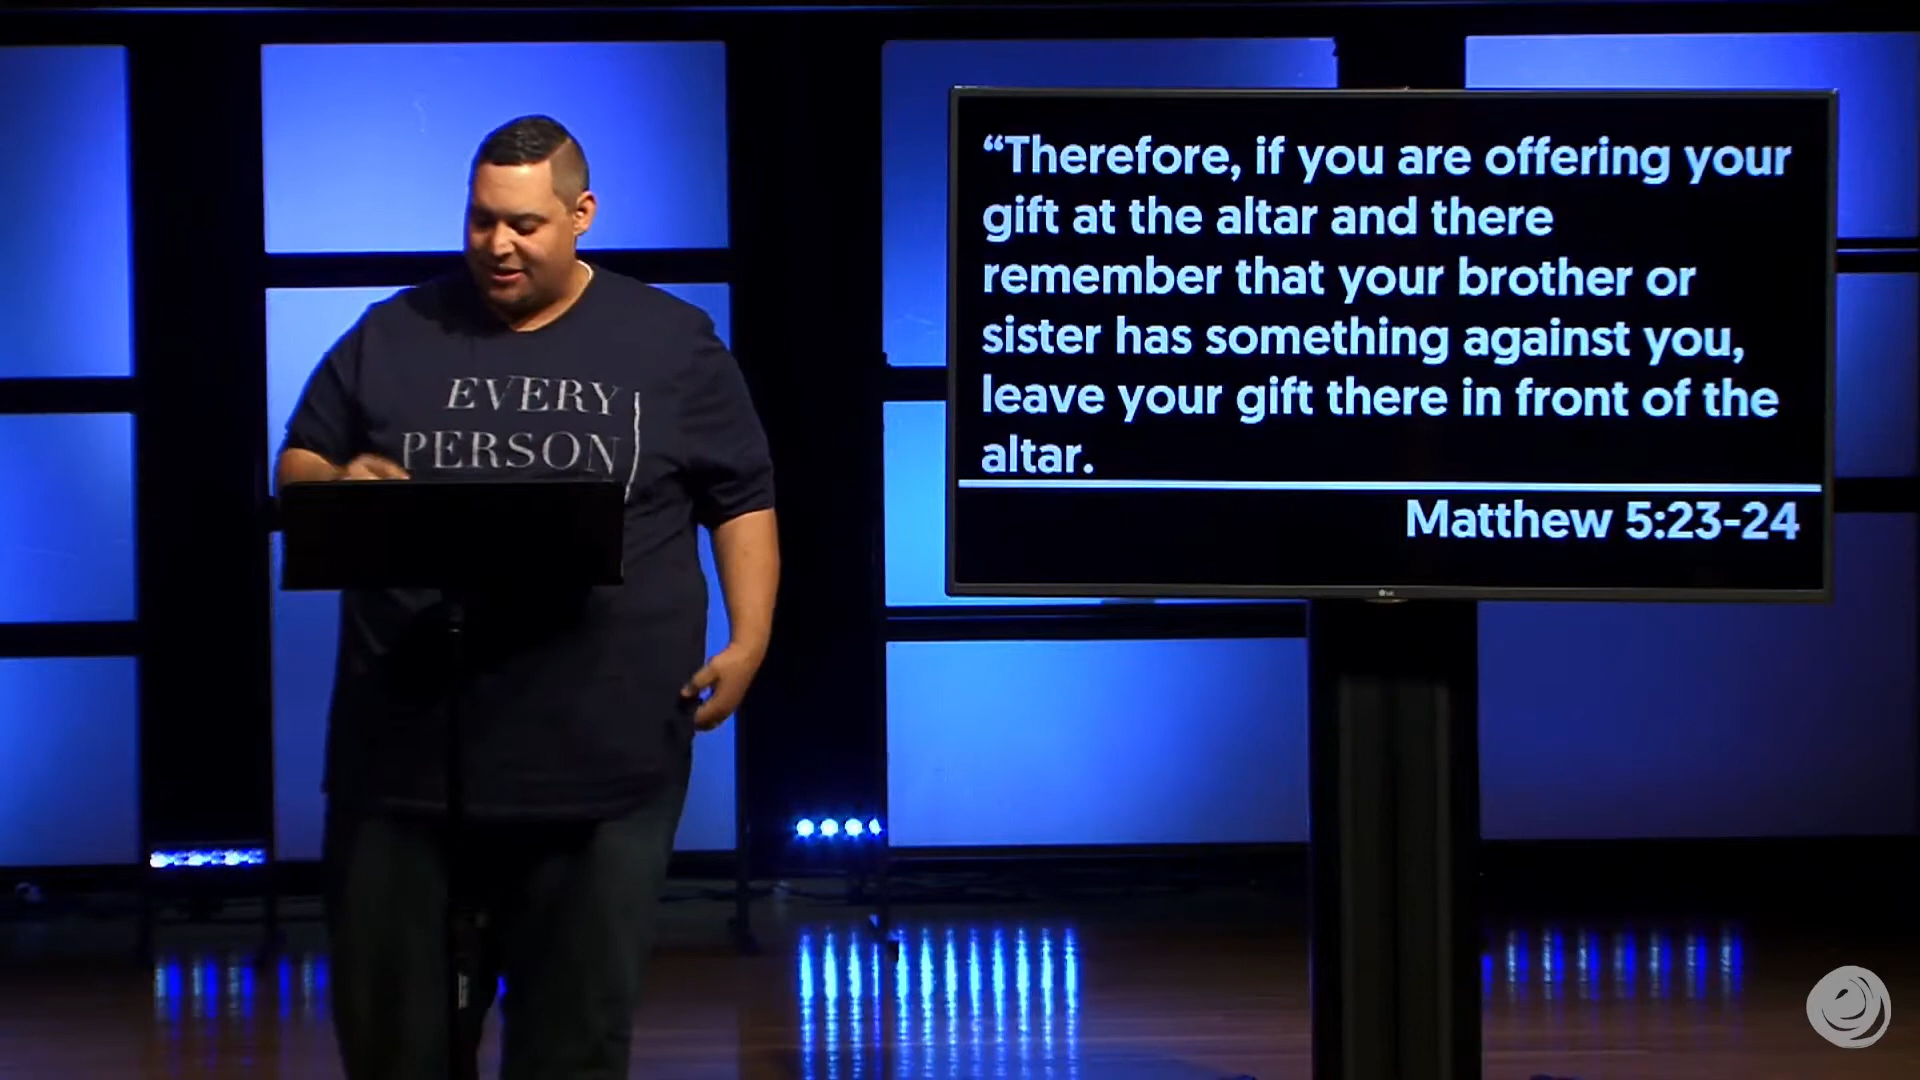 EVERY
PERSON
“Therefore, if you are offering your
gift at the altar and there
remember that your brother or
sister has something against you,
leave your gift there in front of the
altar.
Matthew 5:23-24
LG